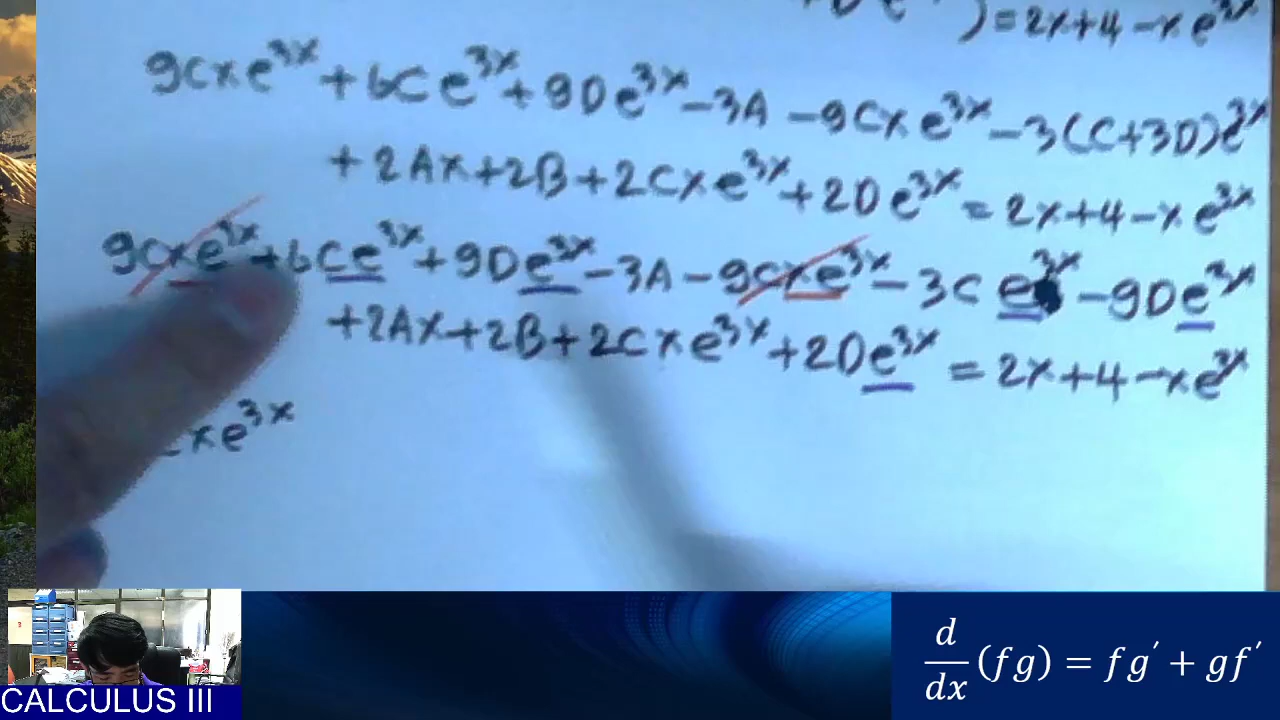 ) = 2x+4-xe^{3x}
9Cxe^{3x} + 6Ce^{3x} + 9De^{3x} - 3A - 9Cxe^{3x} - 3(C+3D)e^{3x}
+ 2Ax + 2B + 2Cxe^{3x} + 2De^{3x} = 2x+4-xe^{3x}
9Cxe^{3x} + 6Ce^{3x} + 9De^{3x} - 3A - 9Cxe^{3x} - 3Ce^{3x} - 9De^{3x}
+ 2Ax + 2B + 2Cxe^{3x} + 2De^{3x} = 2x+4-xe^{3x}
xe^{3x}
CALCULUS III
d/dx (fg) = fg' + gf'